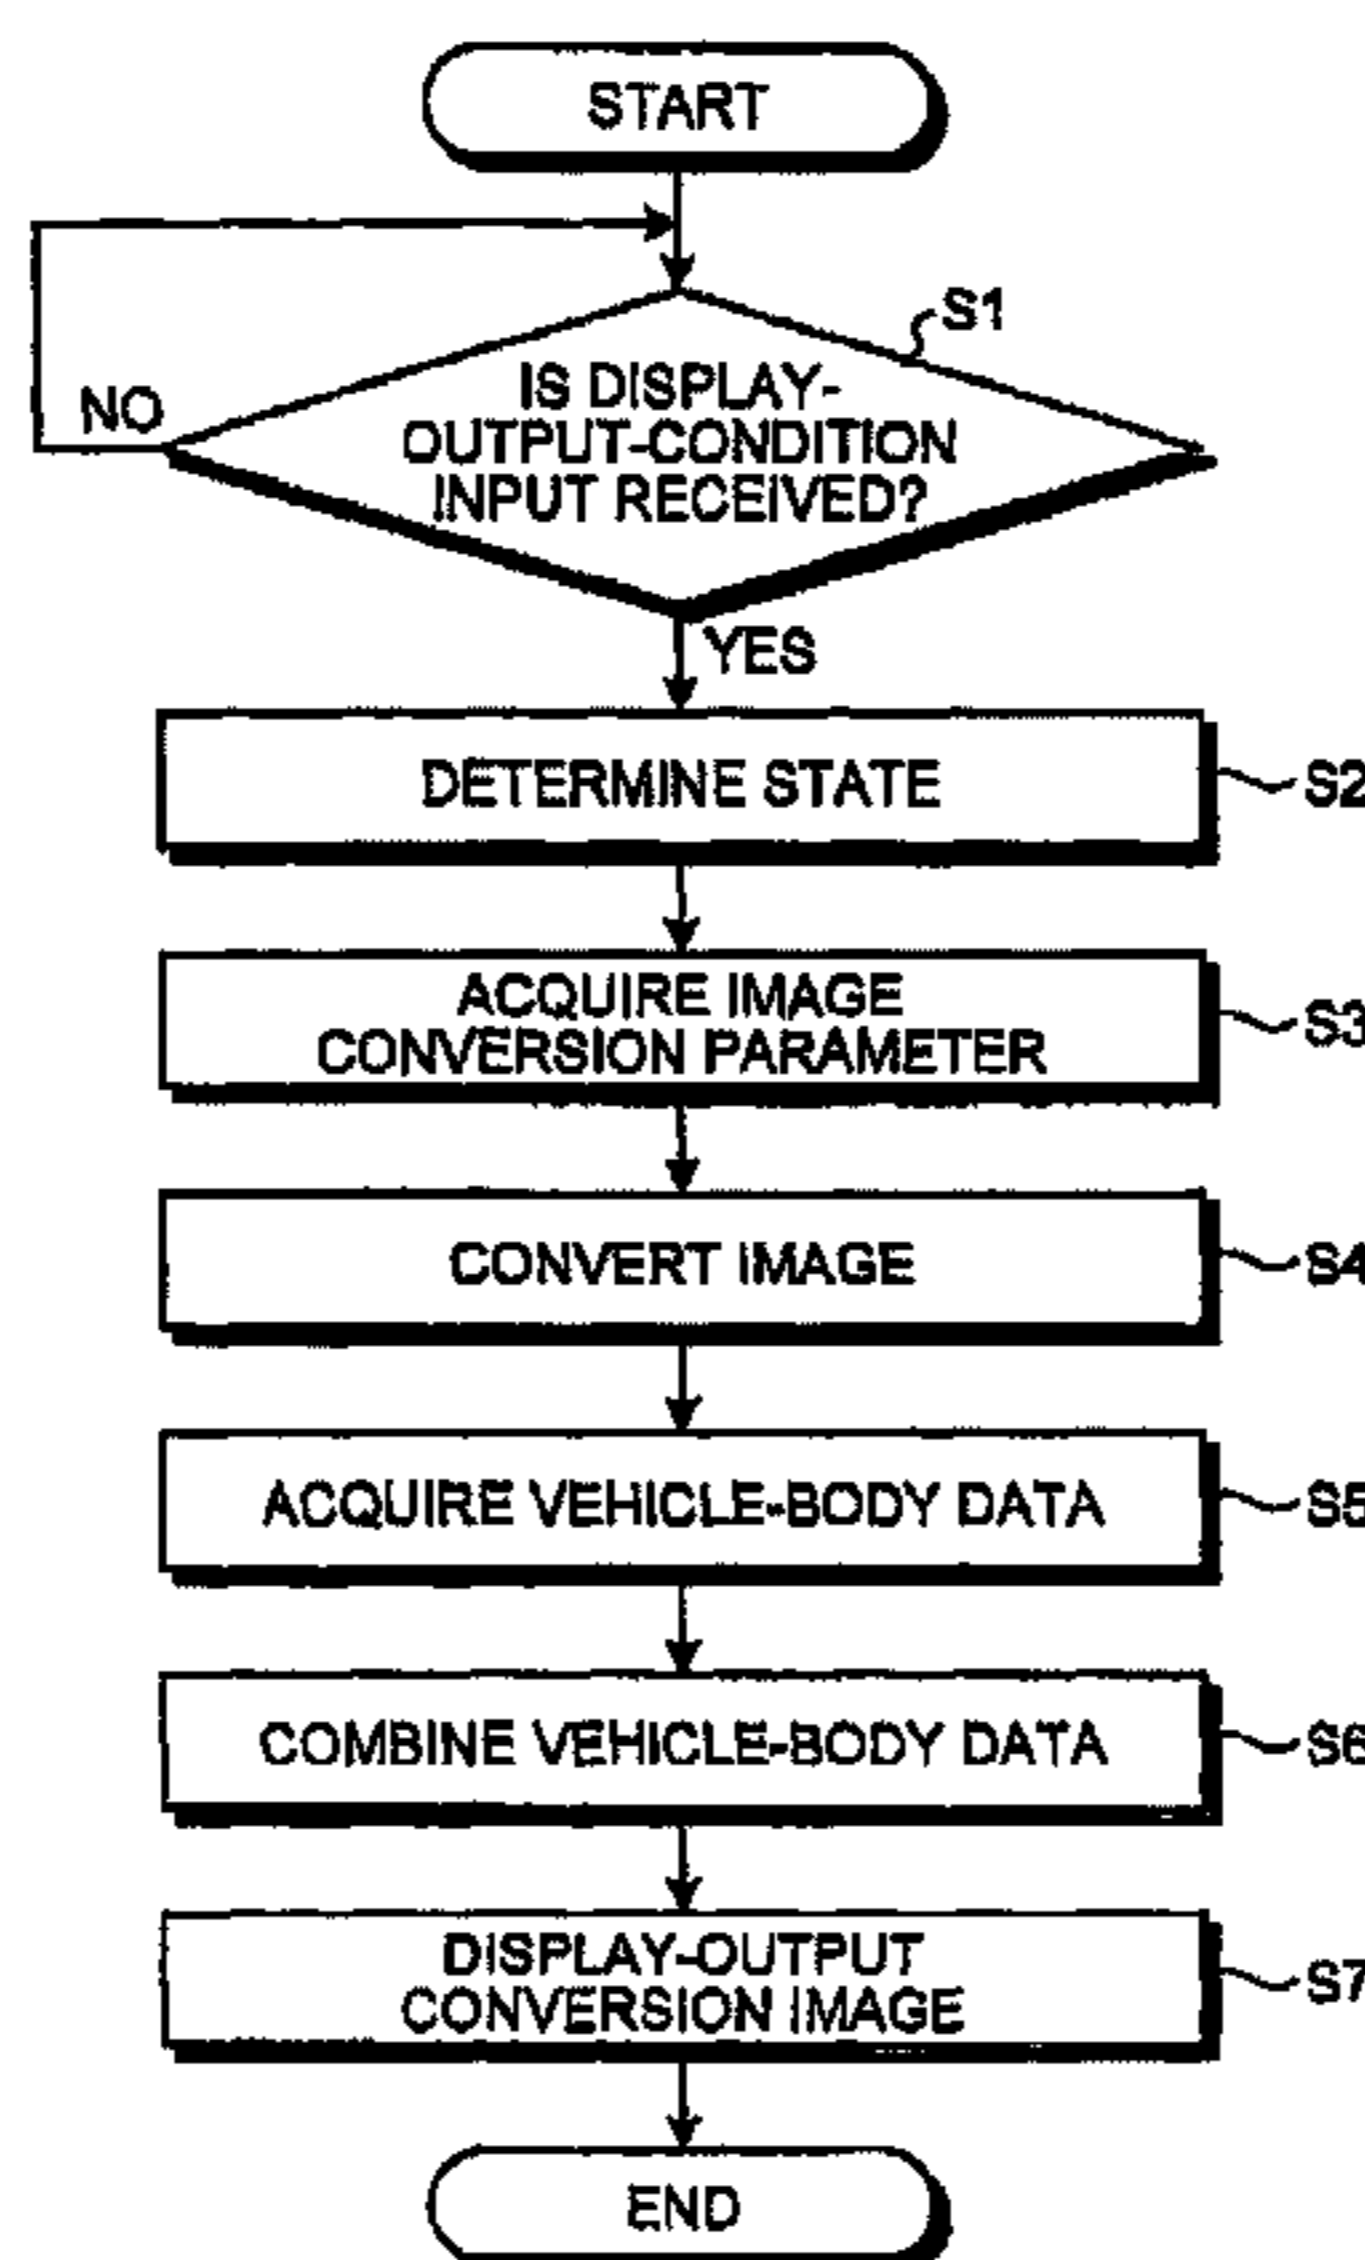 START
S1
IS DISPLAY-
OUTPUT-CONDITION
INPUT RECEIVED?
NO
YES
DETERMINE STATE
S2
ACQUIRE IMAGE
CONVERSION PARAMETER
S3
CONVERT IMAGE
S4
ACQUIRE VEHICLE-BODY DATA
S5
COMBINE VEHICLE-BODY DATA
S6
DISPLAY-OUTPUT
CONVERSION IMAGE
S7
END